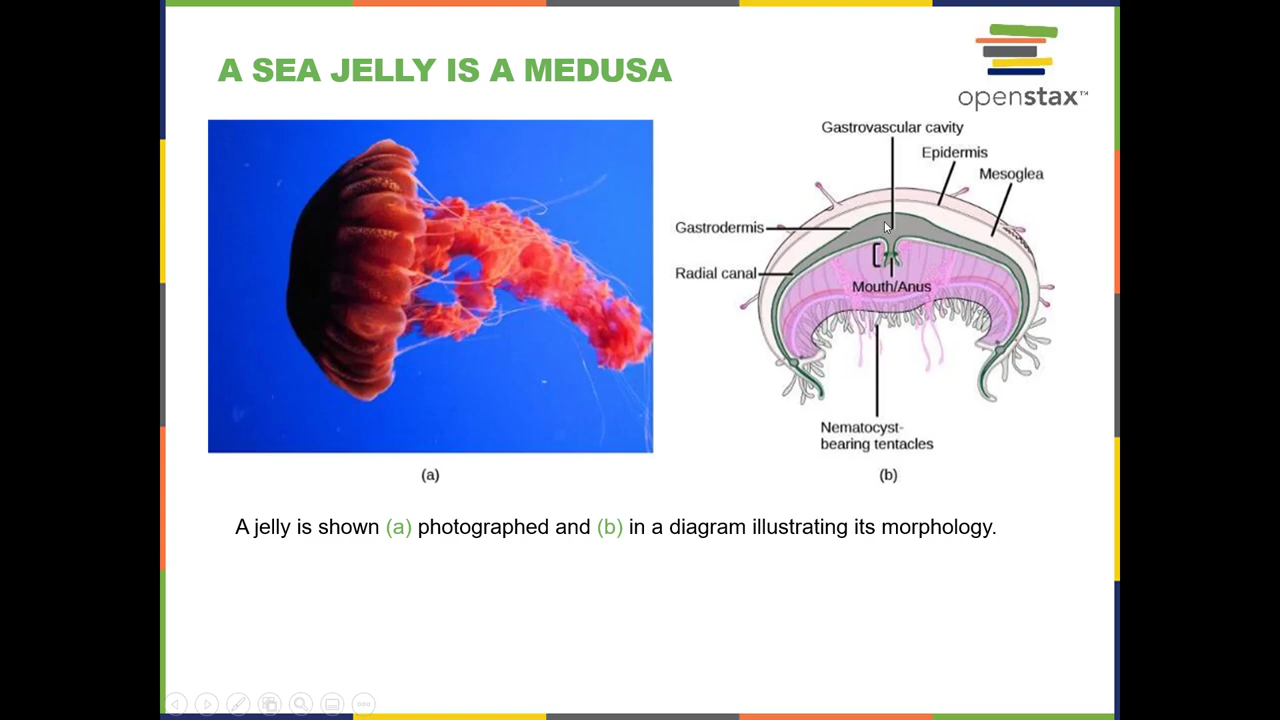 A SEA JELLY IS A MEDUSA
openstax™
Gastrovascular cavity
Epidermis
Mesoglea
Gastrodermis
Radial canal
Mouth/Anus
Nematocyst-
bearing tentacles
(a)
(b)
A jelly is shown (a) photographed and (b) in a diagram illustrating its morphology.